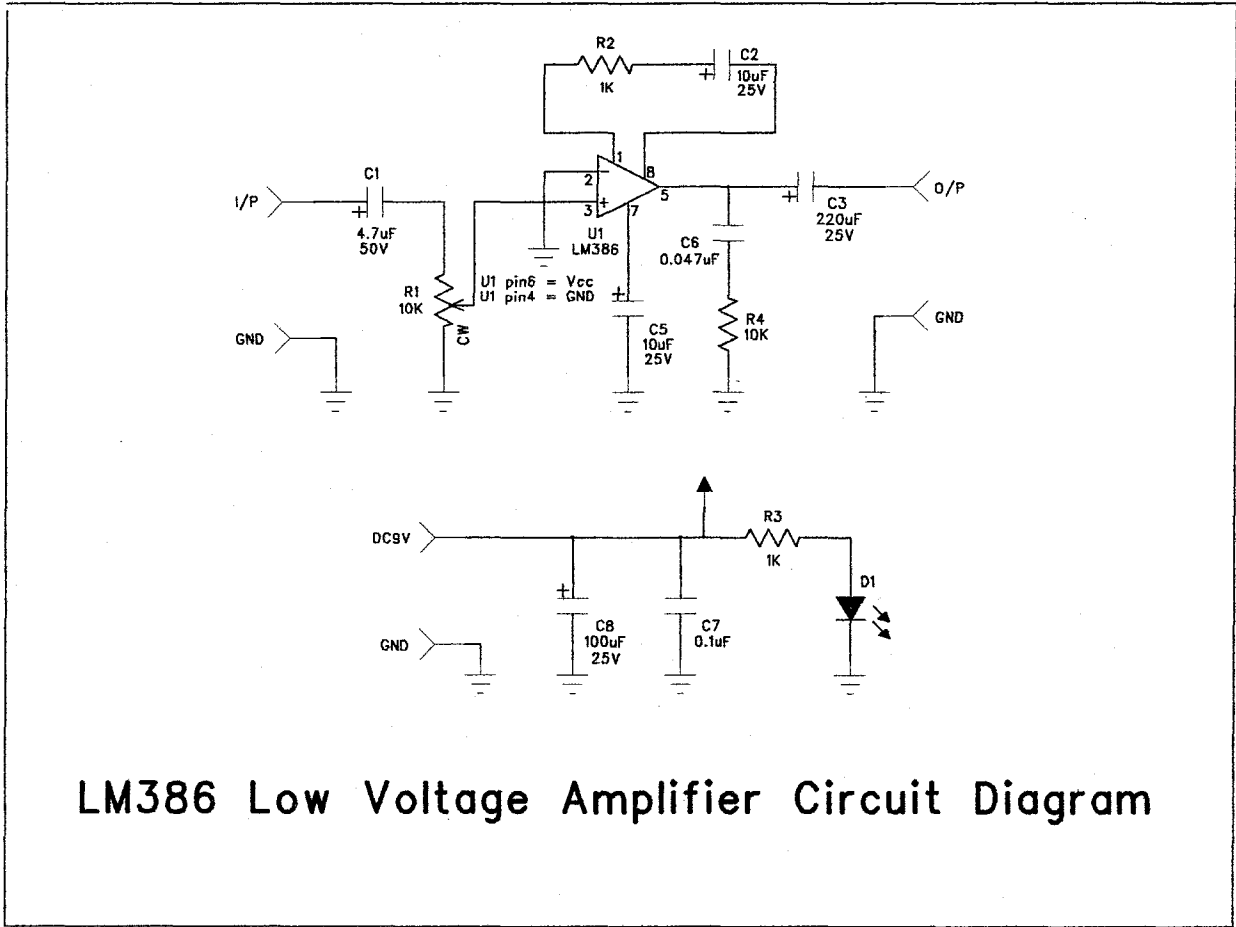 R2
1K
C2
+
10uF
25V
1
8
C1
I/P
+
4.7uF
50V
2
-
3
+
7
5
U1
LM386
O/P
+
C3
220uF
25V
C6
0.047uF
R1
10K
CW
U1 pin6 = Vcc
U1 pin4 = GND
+
C5
10uF
25V
R4
10K
GND
GND
DC9V
R3
1K
D1
+
C8
100uF
25V
C7
0.1uF
GND
LM386 Low Voltage Amplifier Circuit Diagram